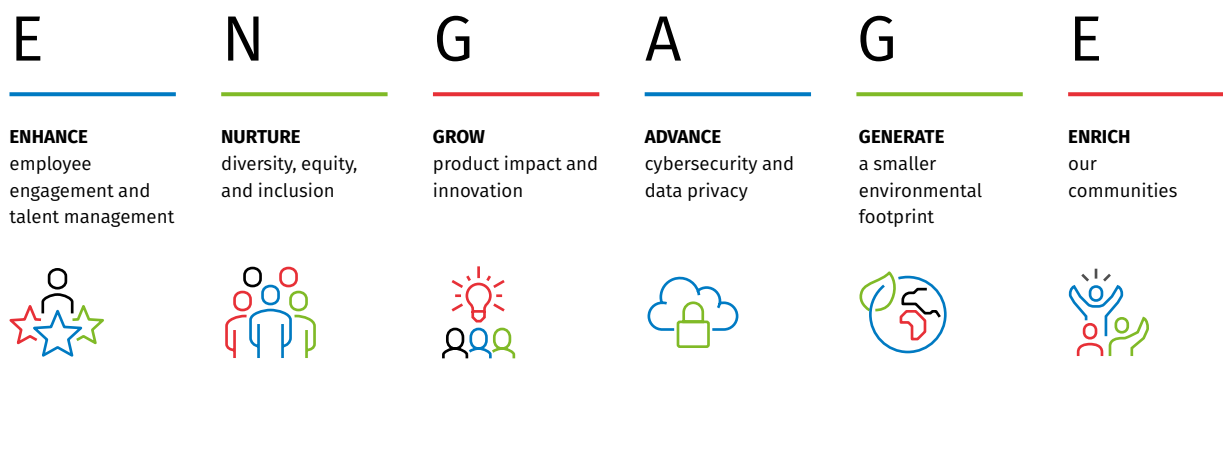 E
ENHANCE
employee
engagement and
talent management
N
NURTURE
diversity, equity,
and inclusion
G
GROW
product impact and
innovation
A
ADVANCE
cybersecurity and
data privacy
G
GENERATE
a smaller
environmental
footprint
E
ENRICH
our
communities